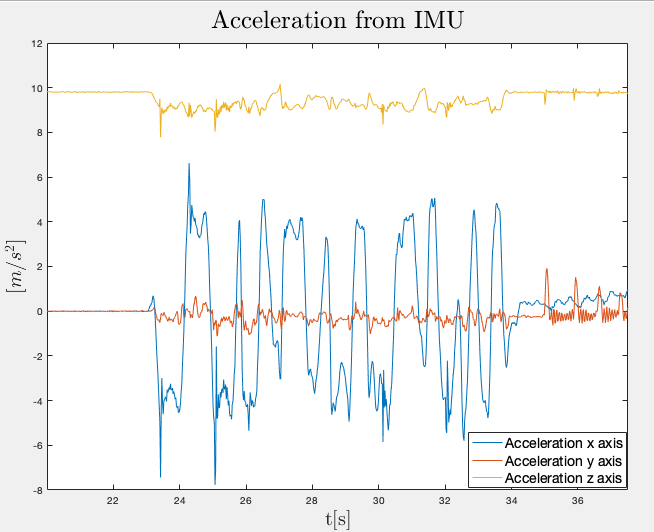 Acceleration from IMU
12
10
8
6
4
2
0
-2
-4
-6
-8
[m/s²]
22 24 26 28 30 32 34 36
t[s]
Acceleration x axis
Acceleration y axis
Acceleration z axis